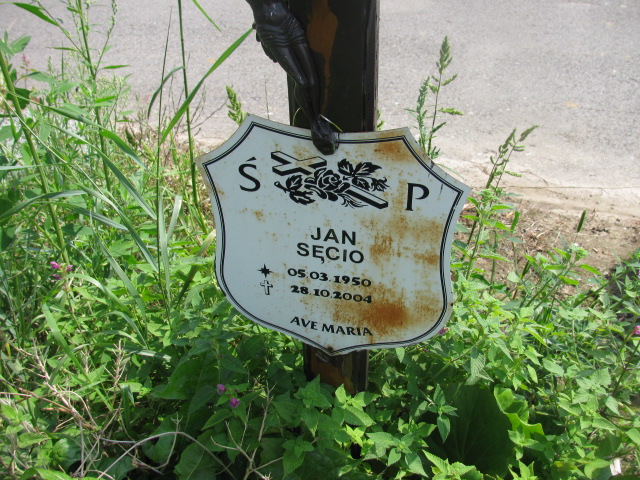 Ś P
JAN
SĘCIO
05.03.1950
28.10.2004
AVE MARIA